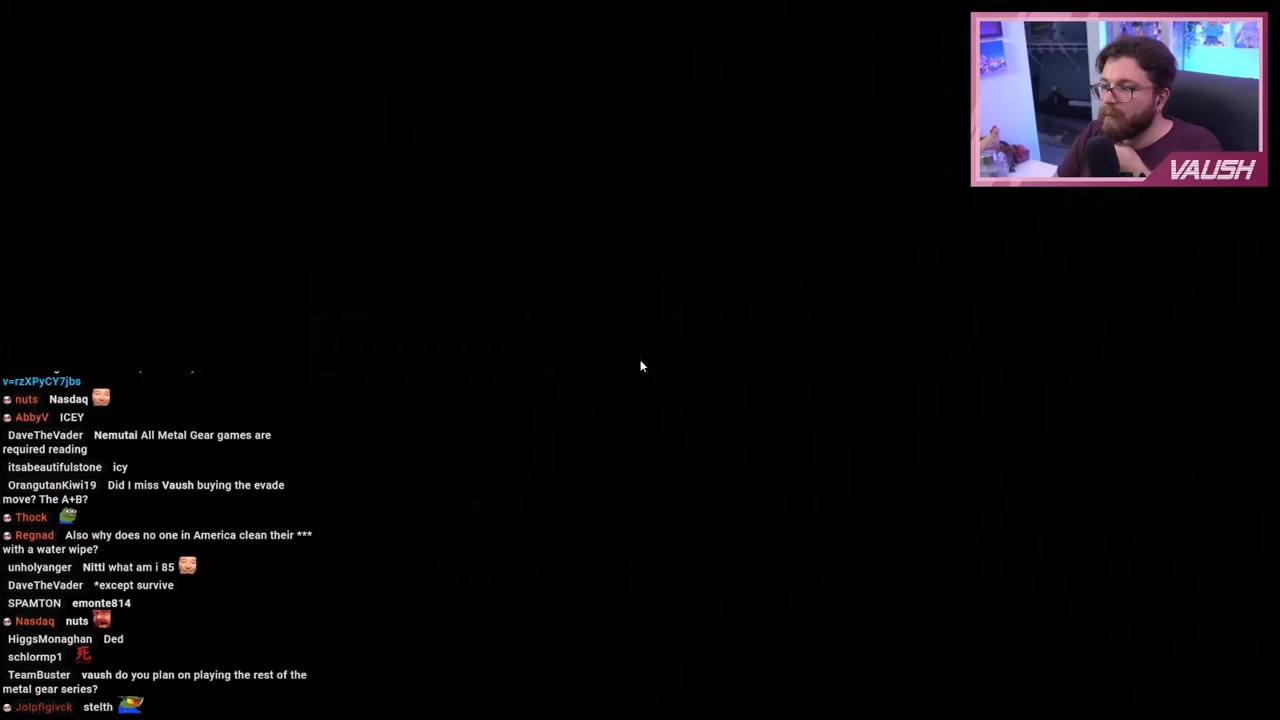 VAUSH
v=rzXPyCY7jbs
nuts Nasdaq
AbbyV ICEY
DaveTheVader Nemutai All Metal Gear games are
required reading
itsabeautifulstone icy
OrangutanKiwi19 Did I miss Vaush buying the evade
move? The A+B?
Thock
Regnad Also why does no one in America clean their ***
with a water wipe?
unholyanger Nitti what am i 85
DaveTheVader *except survive
SPAMTON emonte814
Nasdaq nuts
HiggsMonaghan Ded
schlormp1 死
TeamBuster vaush do you plan on playing the rest of the
metal gear series?
Jolpflgivck stelth